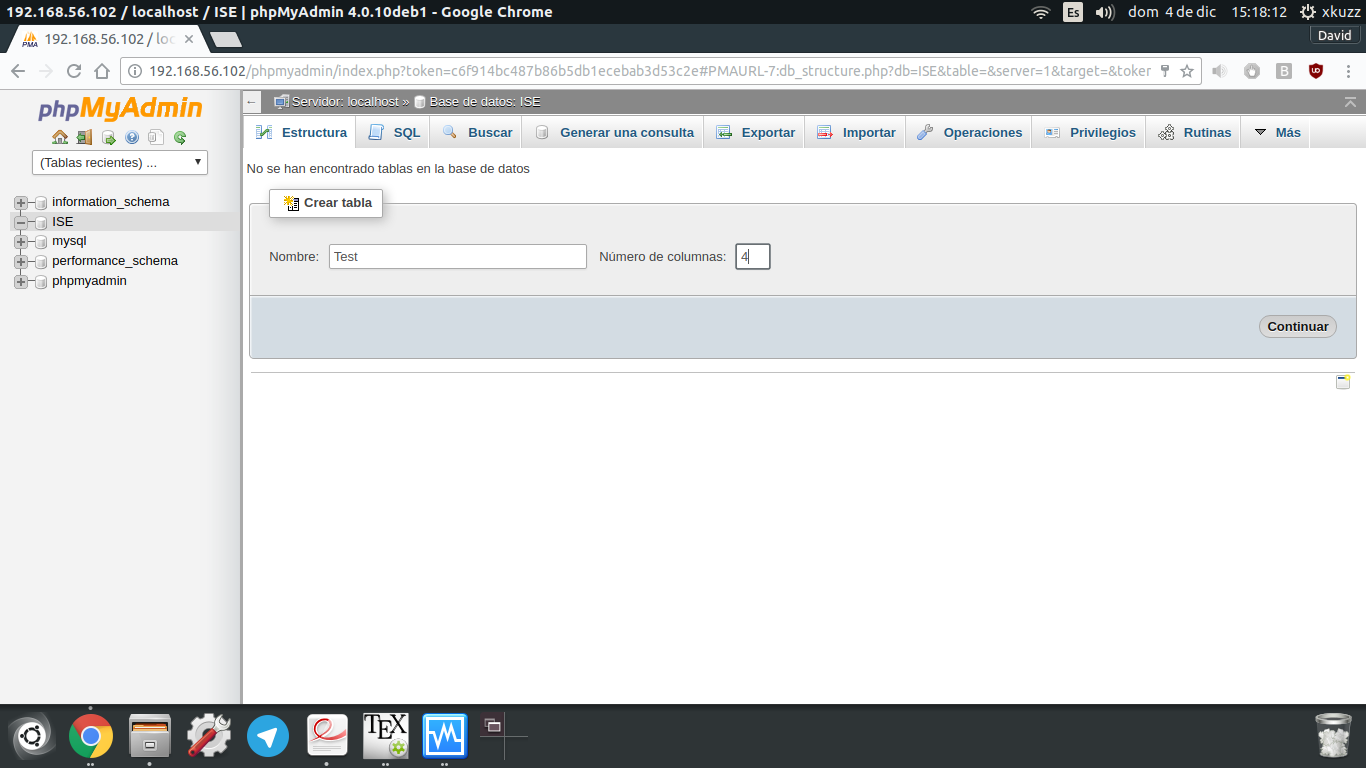 192.168.56.102 / localhost / ISE | phpMyAdmin 4.0.10deb1 - Google Chrome
Es
dom 4 de dic 15:18:12 xkuzz
PMA 192.168.56.102 / loc
David
192.168.56.102/phpmyadmin/index.php?token=c6f914bc487b86b5db1ecebab3d53c2e#PMAURL-7:db_structure.php?db=ISE&table=&server=1&target=&token
B
phpMyAdmin
(Tablas recientes) ...
information_schema
ISE
mysql
performance_schema
phpmyadmin
Servidor: localhost » Base de datos: ISE
Estructura SQL Buscar Generar una consulta Exportar Importar Operaciones Privilegios Rutinas Más
No se han encontrado tablas en la base de datos
Crear tabla
Nombre: Test Número de columnas: 4
Continuar
TEX